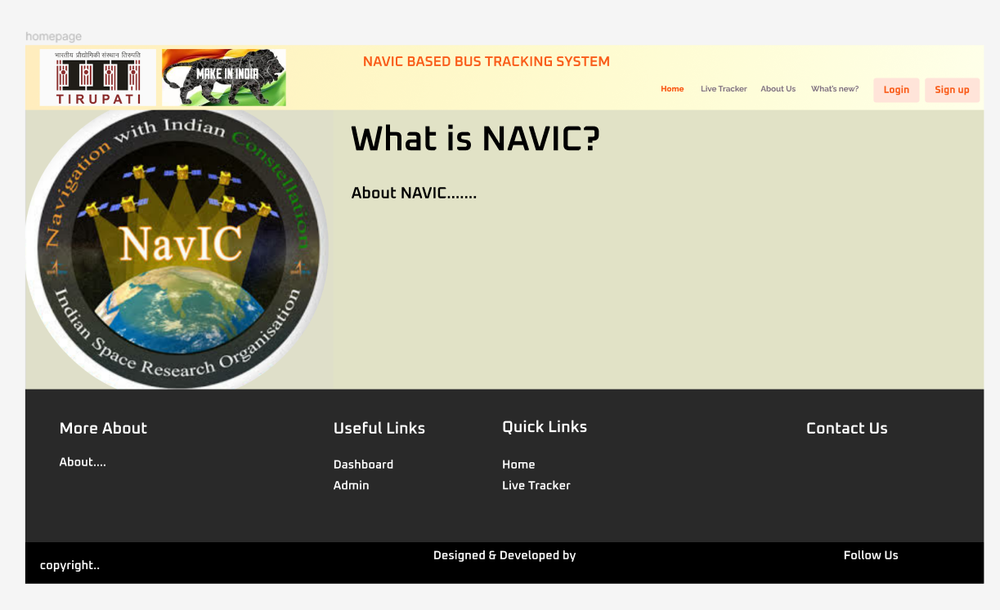 homepage
भारतीय प्रौद्योगिकी संस्थान तिरुपति
TIRUPATI
MAKE IN INDIA
NAVIC BASED BUS TRACKING SYSTEM
Home Live Tracker About Us What's new? Login Sign up
Navigation with Indian Constellation
NavIC
Indian Space Research Organisation
What is NAVIC?
About NAVIC.......
More About
About....
Useful Links
Dashboard
Admin
Quick Links
Home
Live Tracker
Contact Us
copyright..
Designed & Developed by
Follow Us